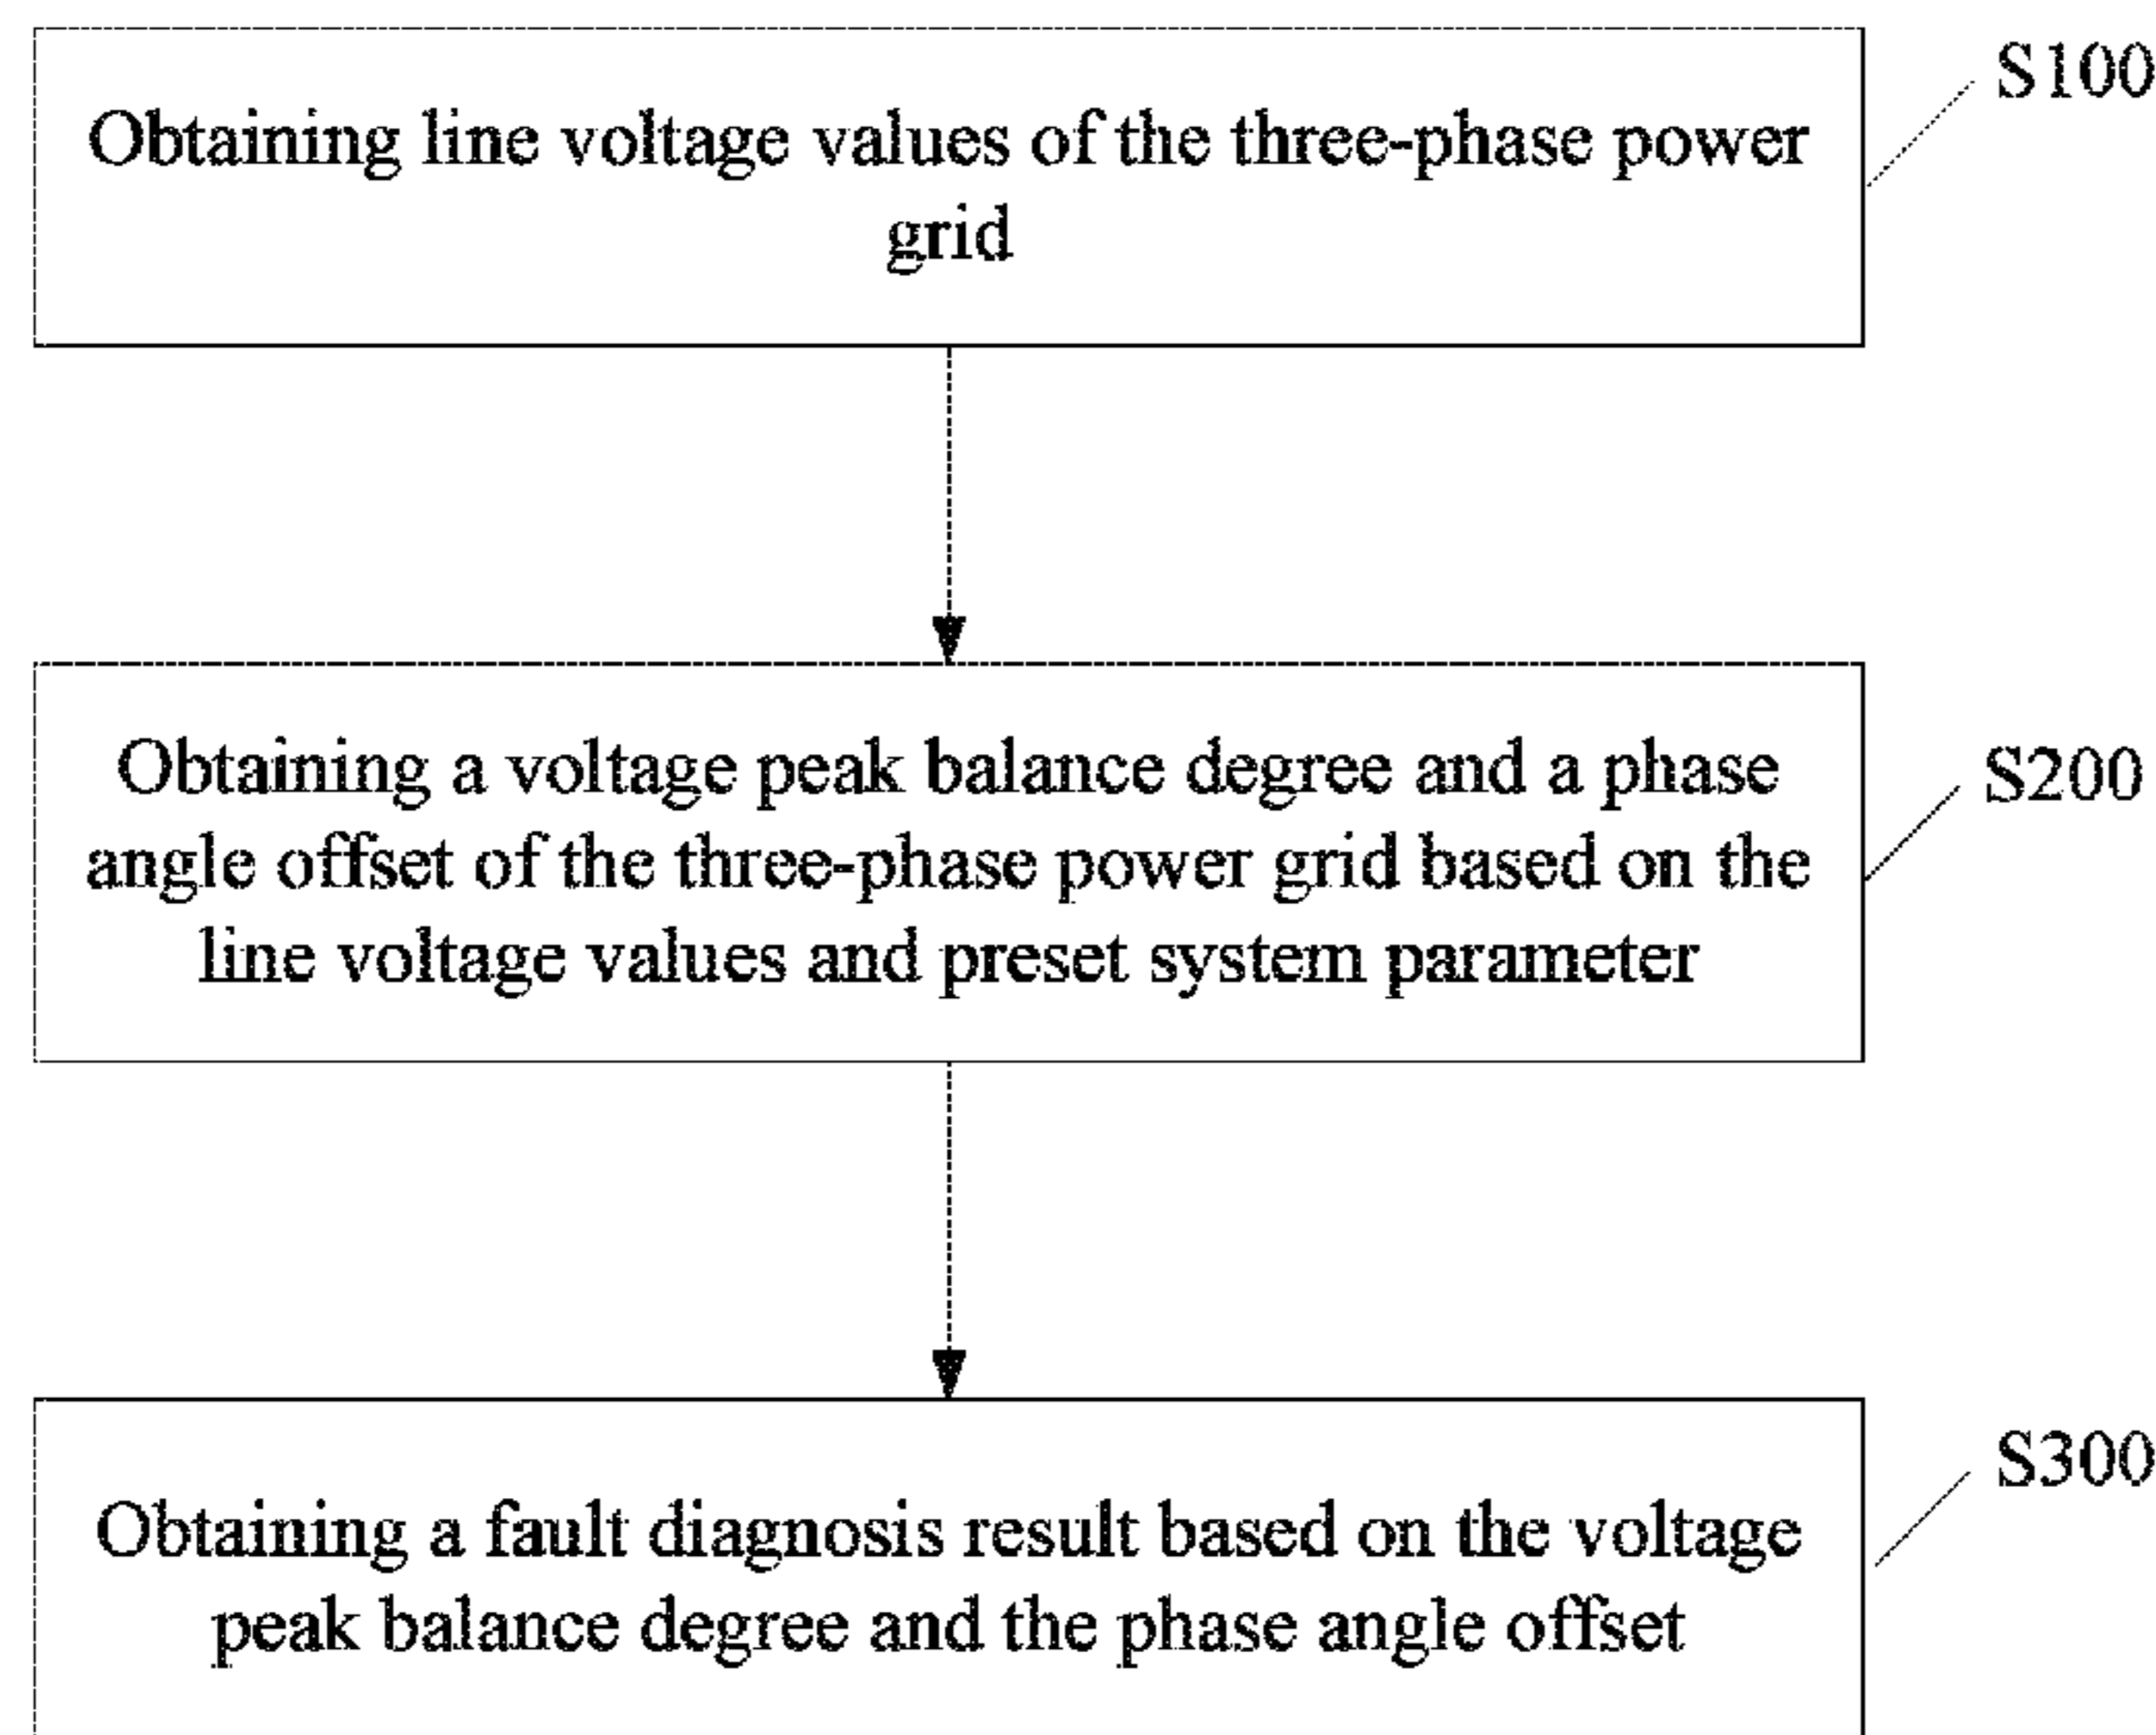 Obtaining line voltage values of the three-phase power
grid
S100
Obtaining a voltage peak balance degree and a phase
angle offset of the three-phase power grid based on the
line voltage values and preset system parameter
S200
Obtaining a fault diagnosis result based on the voltage
peak balance degree and the phase angle offset
S300